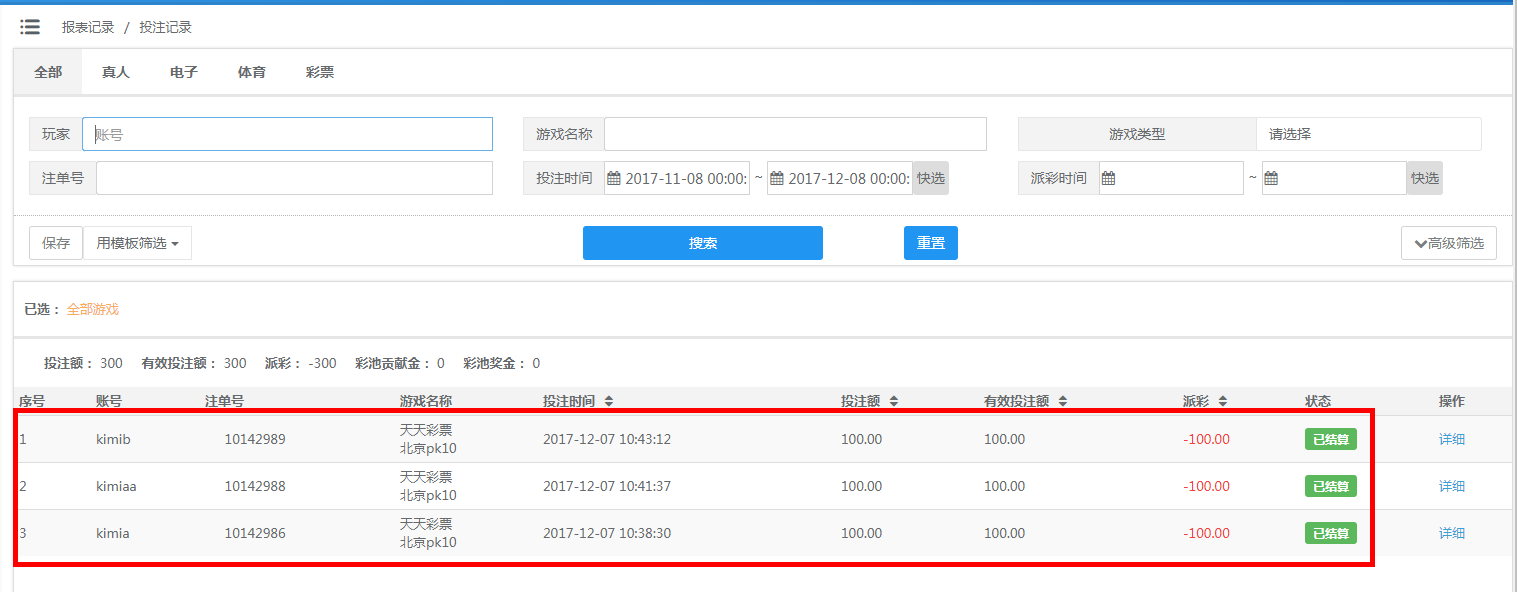 报表记录 / 投注记录
全部 真人 电子 体育 彩票
玩家 账号 游戏名称 游戏类型 请选择
注单号 投注时间 2017-11-08 00:00: ~ 2017-12-08 00:00: 快选 派彩时间 ~ 快选
保存 用模板筛选 搜索 重置 高级筛选
已选： 全部游戏
投注额： 300 有效投注额： 300 派彩： -300 彩池贡献金： 0 彩池奖金： 0
序号 账号 注单号 游戏名称 投注时间 投注额 有效投注额 派彩 状态 操作
1 kimib 10142989 天天彩票 2017-12-07 10:43:12 100.00 100.00 -100.00 已结算 详细
北京pk10
2 kimiaa 10142988 天天彩票 2017-12-07 10:41:37 100.00 100.00 -100.00 已结算 详细
北京pk10
3 kimia 10142986 天天彩票 2017-12-07 10:38:30 100.00 100.00 -100.00 已结算 详细
北京pk10